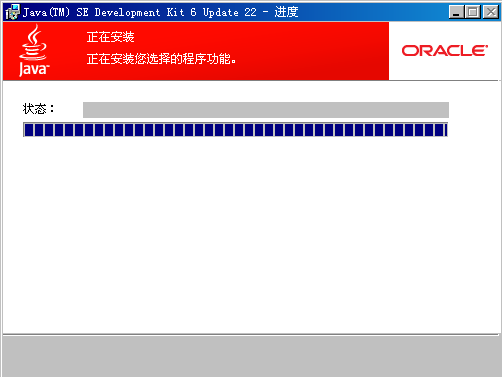 Java(TM) SE Development Kit 6 Update 22 - 进度
正在安装
正在安装您选择的程序功能。
Java™
ORACLE®
状态：